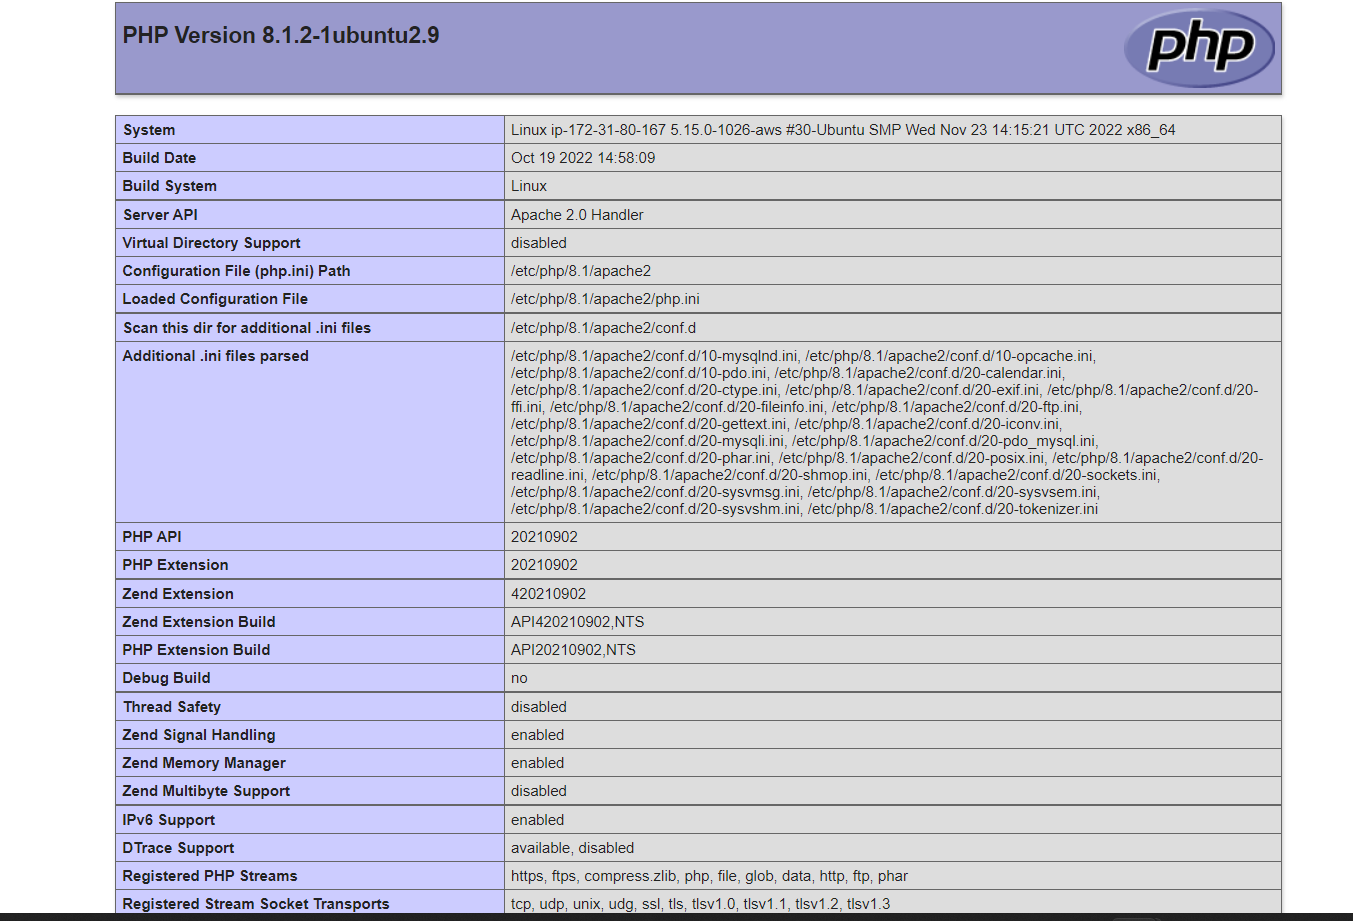 PHP Version 8.1.2-1ubuntu2.9
php
System Linux ip-172-31-80-167 5.15.0-1026-aws #30-Ubuntu SMP Wed Nov 23 14:15:21 UTC 2022 x86_64
Build Date Oct 19 2022 14:58:09
Build System Linux
Server API Apache 2.0 Handler
Virtual Directory Support disabled
Configuration File (php.ini) Path /etc/php/8.1/apache2
Loaded Configuration File /etc/php/8.1/apache2/php.ini
Scan this dir for additional .ini files /etc/php/8.1/apache2/conf.d
Additional .ini files parsed /etc/php/8.1/apache2/conf.d/10-mysqlnd.ini, /etc/php/8.1/apache2/conf.d/10-opcache.ini,
/etc/php/8.1/apache2/conf.d/10-pdo.ini, /etc/php/8.1/apache2/conf.d/20-calendar.ini,
/etc/php/8.1/apache2/conf.d/20-ctype.ini, /etc/php/8.1/apache2/conf.d/20-exif.ini, /etc/php/8.1/apache2/conf.d/20-
ffi.ini, /etc/php/8.1/apache2/conf.d/20-fileinfo.ini, /etc/php/8.1/apache2/conf.d/20-ftp.ini,
/etc/php/8.1/apache2/conf.d/20-gettext.ini, /etc/php/8.1/apache2/conf.d/20-iconv.ini,
/etc/php/8.1/apache2/conf.d/20-mysqli.ini, /etc/php/8.1/apache2/conf.d/20-pdo_mysql.ini,
/etc/php/8.1/apache2/conf.d/20-phar.ini, /etc/php/8.1/apache2/conf.d/20-posix.ini, /etc/php/8.1/apache2/conf.d/20-
readline.ini, /etc/php/8.1/apache2/conf.d/20-shmop.ini, /etc/php/8.1/apache2/conf.d/20-sockets.ini,
/etc/php/8.1/apache2/conf.d/20-sysvmsg.ini, /etc/php/8.1/apache2/conf.d/20-sysvsem.ini,
/etc/php/8.1/apache2/conf.d/20-sysvshm.ini, /etc/php/8.1/apache2/conf.d/20-tokenizer.ini
PHP API 20210902
PHP Extension 20210902
Zend Extension 420210902
Zend Extension Build API420210902,NTS
PHP Extension Build API20210902,NTS
Debug Build no
Thread Safety disabled
Zend Signal Handling enabled
Zend Memory Manager enabled
Zend Multibyte Support disabled
IPv6 Support enabled
DTrace Support available, disabled
Registered PHP Streams https, ftps, compress.zlib, php, file, glob, data, http, ftp, phar
Registered Stream Socket Transports tcp, udp, unix, udg, ssl, tls, tlsv1.0, tlsv1.1, tlsv1.2, tlsv1.3